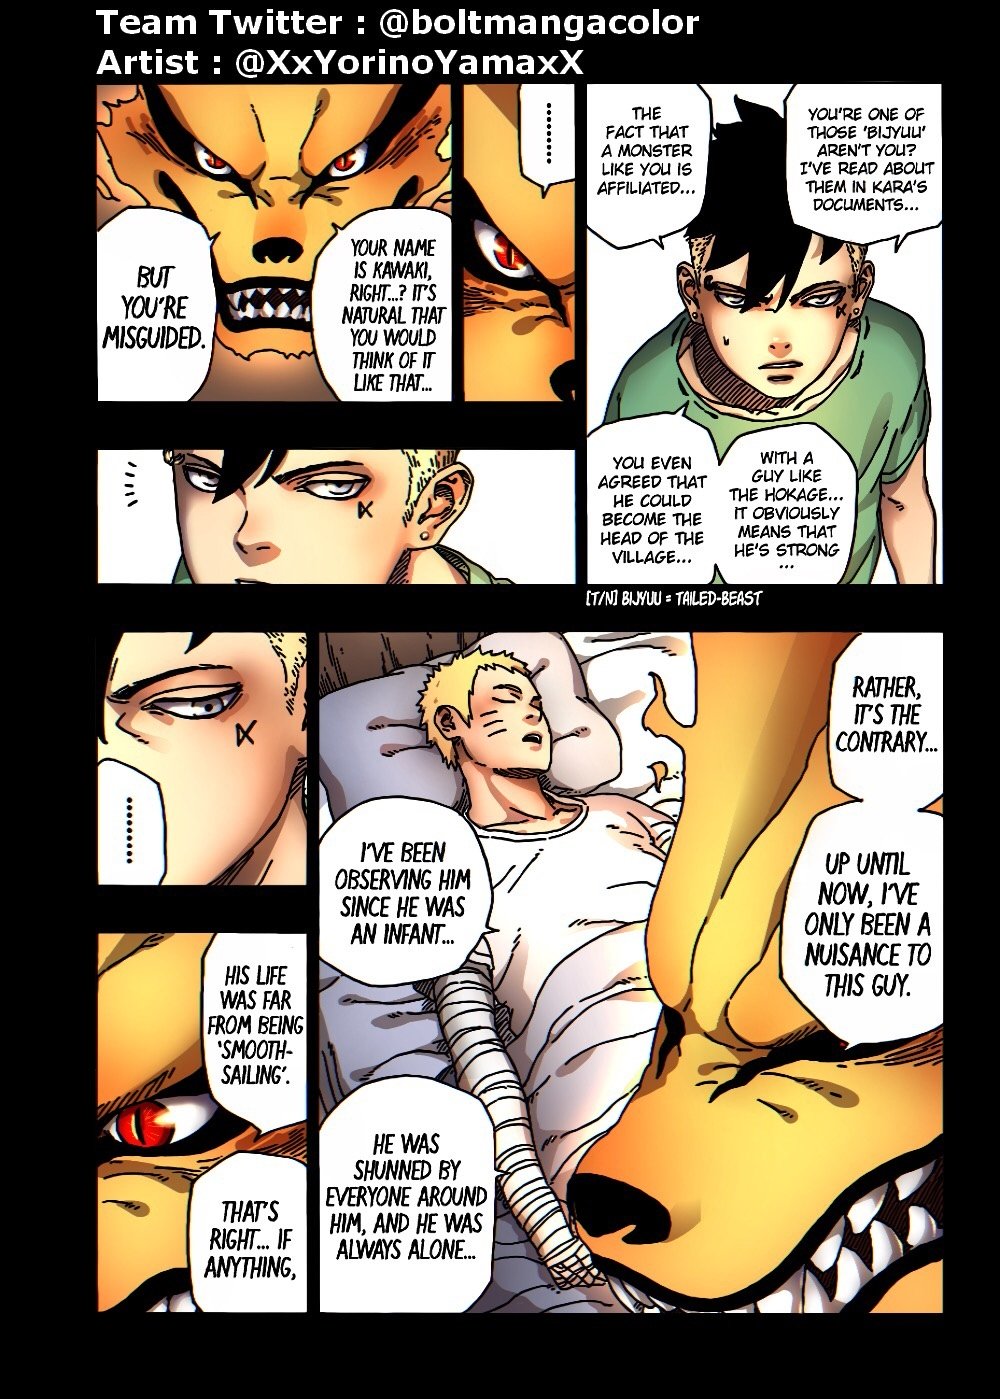 Team Twitter : @boltmangacolor
Artist : @XxYorinoYamaxX
YOU'RE ONE OF
THOSE 'BIJYUU'
AREN'T YOU?
I'VE READ ABOUT
THEM IN KARA'S
DOCUMENTS...
THE
FACT THAT
A MONSTER
LIKE YOU IS
AFFILIATED...
WITH A
GUY LIKE
THE HOKAGE...
IT OBVIOUSLY
MEANS THAT
HE'S STRONG
...
YOU EVEN
AGREED THAT
HE COULD
BECOME THE
HEAD OF THE
VILLAGE...
[T/N] BIJYUU = TAILED-BEAST
.........
YOUR NAME
IS KAWAKI,
RIGHT...? IT'S
NATURAL THAT
YOU WOULD
THINK OF IT
LIKE THAT...
BUT
YOU'RE
MISGUIDED.
RATHER,
IT'S THE
CONTRARY...
UP UNTIL
NOW, I'VE
ONLY BEEN A
NUISANCE TO
THIS GUY.
I'VE BEEN
OBSERVING HIM
SINCE HE WAS
AN INFANT...
HE WAS
SHUNNED BY
EVERYONE AROUND
HIM, AND HE WAS
ALWAYS ALONE...
.........
HIS LIFE
WAS FAR
FROM BEING
'SMOOTH-
SAILING'.
THAT'S
RIGHT... IF
ANYTHING,